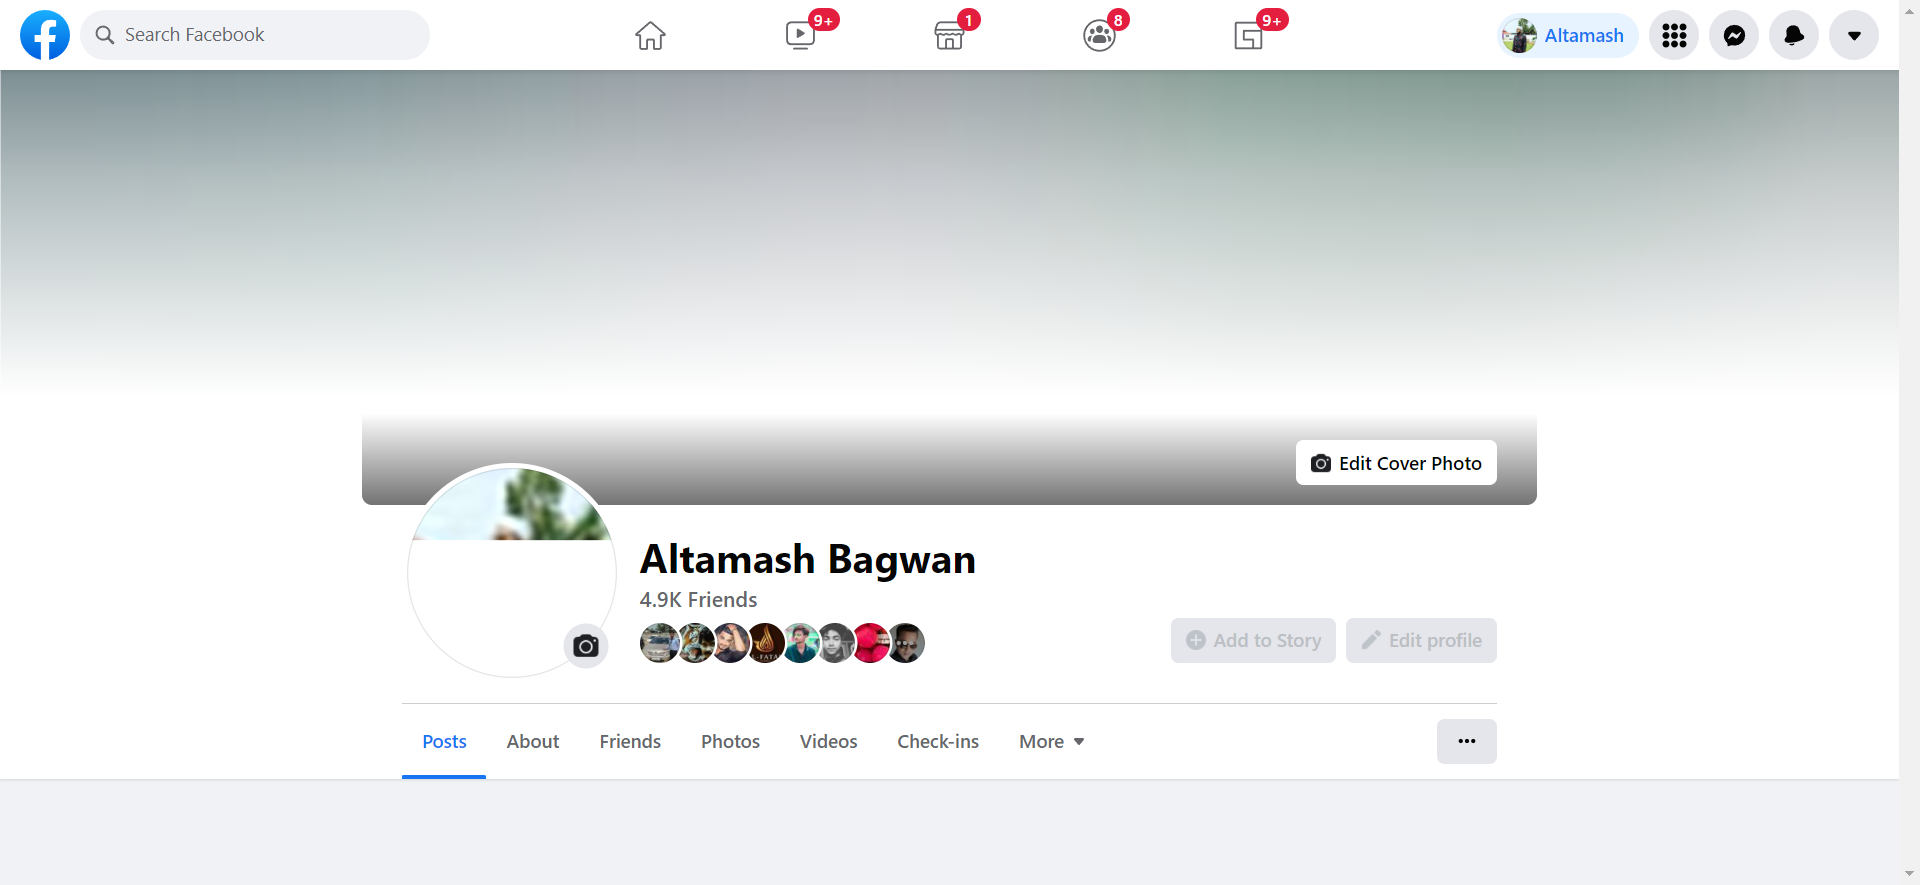 Search Facebook
9+
1
8
9+
Altamash
Edit Cover Photo
Altamash Bagwan
4.9K Friends
Add to Story
Edit profile
Posts
About
Friends
Photos
Videos
Check-ins
More